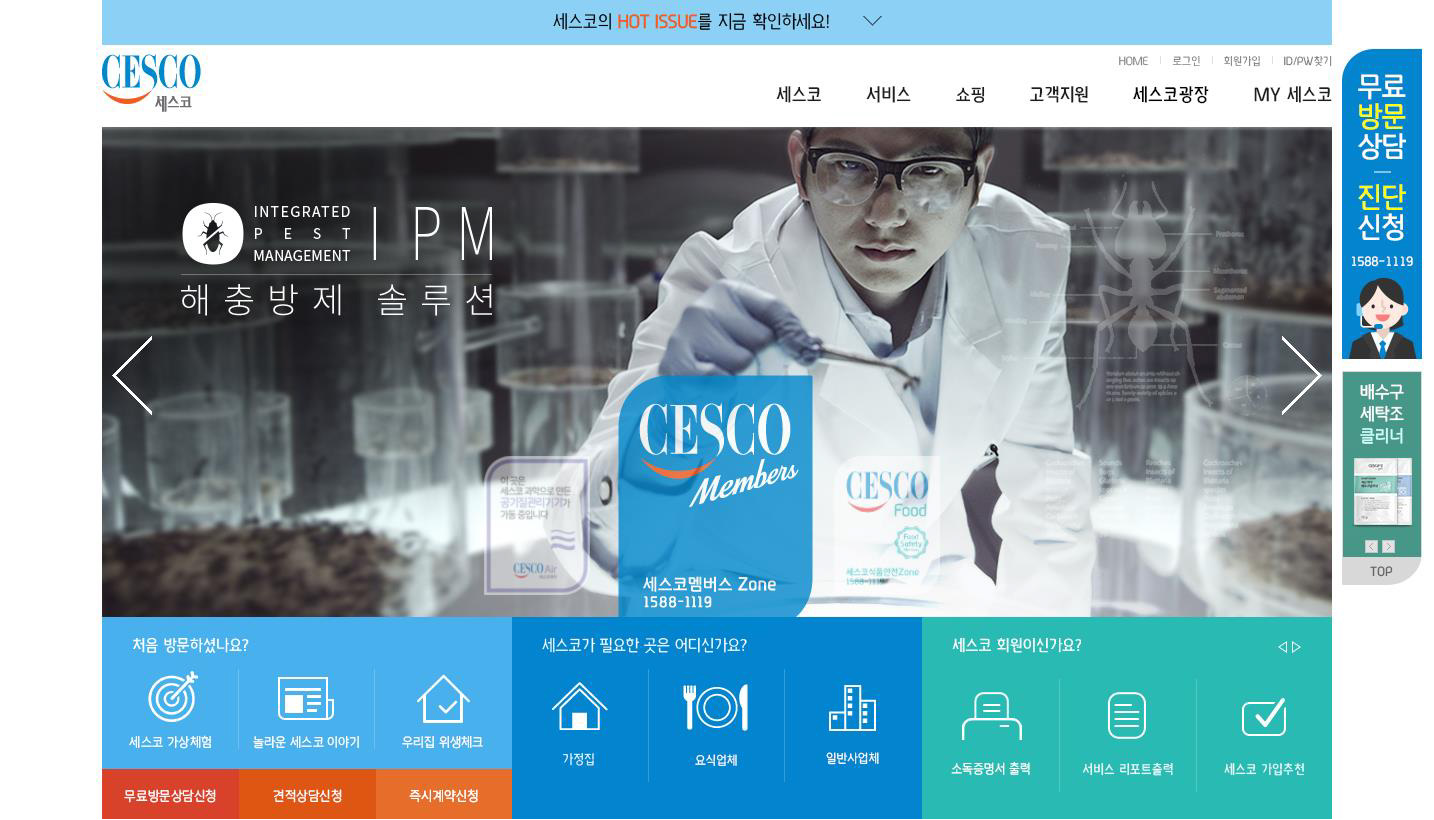 세스코의 HOT ISSUE를 지금 확인하세요!
CESCO
세스코
HOME
로그인
회원가입
ID/PW찾기
세스코
서비스
쇼핑
고객지원
세스코광장
MY 세스코
INTEGRATED
PEST
MANAGEMENT
IPM
해충방제 솔루션
이 곳은
세스코 과학으로 만든
공기질관리기기가
가동 중입니다
CESCO Air
CESCO
Members
세스코멤버스 Zone
1588-1119
CESCO
Food
Food
Safety
세스코식품안전Zone
1588-1119
처음 방문하셨나요?
세스코 가상체험
놀라운 세스코 이야기
우리집 위생체크
무료방문상담신청
견적상담신청
즉시계약신청
세스코가 필요한 곳은 어디신가요?
가정집
요식업체
일반사업체
세스코 회원이신가요?
소독증명서 출력
서비스 리포트출력
세스코 가입추천
무료
방문
상담
진단
신청
1588-1119
배수구
세탁조
클리너
TOP